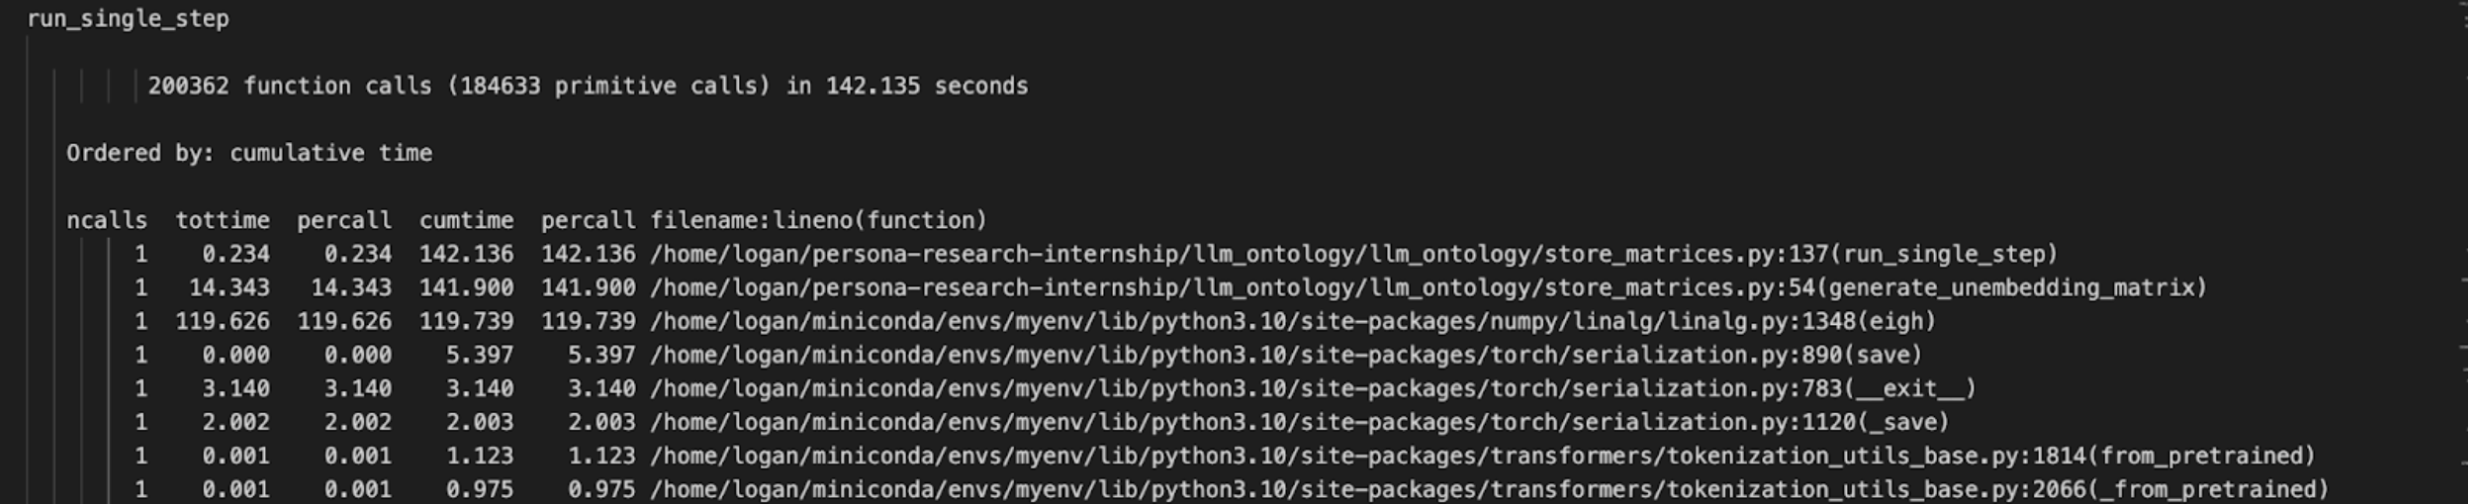 run_single_step
200362 function calls (184633 primitive calls) in 142.135 seconds
Ordered by: cumulative time
ncalls tottime percall cumtime percall filename:lineno(function)
1 0.234 0.234 142.136 142.136 /home/logan/persona-research-internship/llm_ontology/llm_ontology/store_matrices.py:137(run_single_step)
1 14.343 14.343 141.900 141.900 /home/logan/persona-research-internship/llm_ontology/llm_ontology/store_matrices.py:54(generate_unembedding_matrix)
1 119.626 119.626 119.739 119.739 /home/logan/miniconda/envs/myenv/lib/python3.10/site-packages/numpy/linalg/linalg.py:1348(eigh)
1 0.000 0.000 5.397 5.397 /home/logan/miniconda/envs/myenv/lib/python3.10/site-packages/torch/serialization.py:890(save)
1 3.140 3.140 3.140 3.140 /home/logan/miniconda/envs/myenv/lib/python3.10/site-packages/torch/serialization.py:783(__exit__)
1 2.002 2.002 2.003 2.003 /home/logan/miniconda/envs/myenv/lib/python3.10/site-packages/torch/serialization.py:1120(_save)
1 0.001 0.001 1.123 1.123 /home/logan/miniconda/envs/myenv/lib/python3.10/site-packages/transformers/tokenization_utils_base.py:1814(from_pretrained)
1 0.001 0.001 0.975 0.975 /home/logan/miniconda/envs/myenv/lib/python3.10/site-packages/transformers/tokenization_utils_base.py:2066(_from_pretrained)